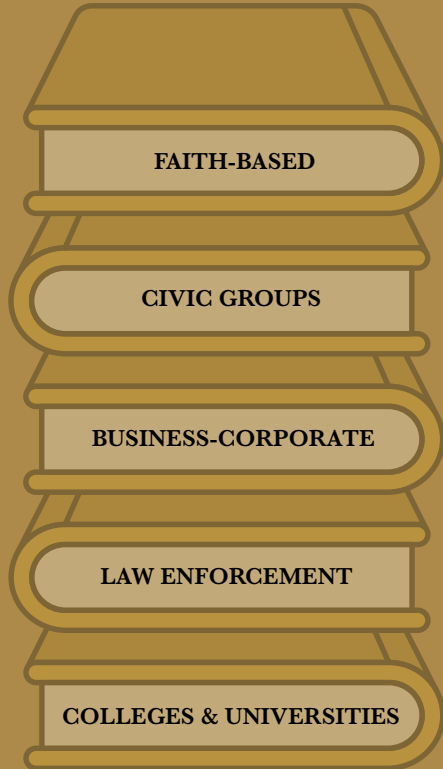 FAITH-BASED
CIVIC GROUPS
BUSINESS-CORPORATE
LAW ENFORCEMENT
COLLEGES & UNIVERSITIES